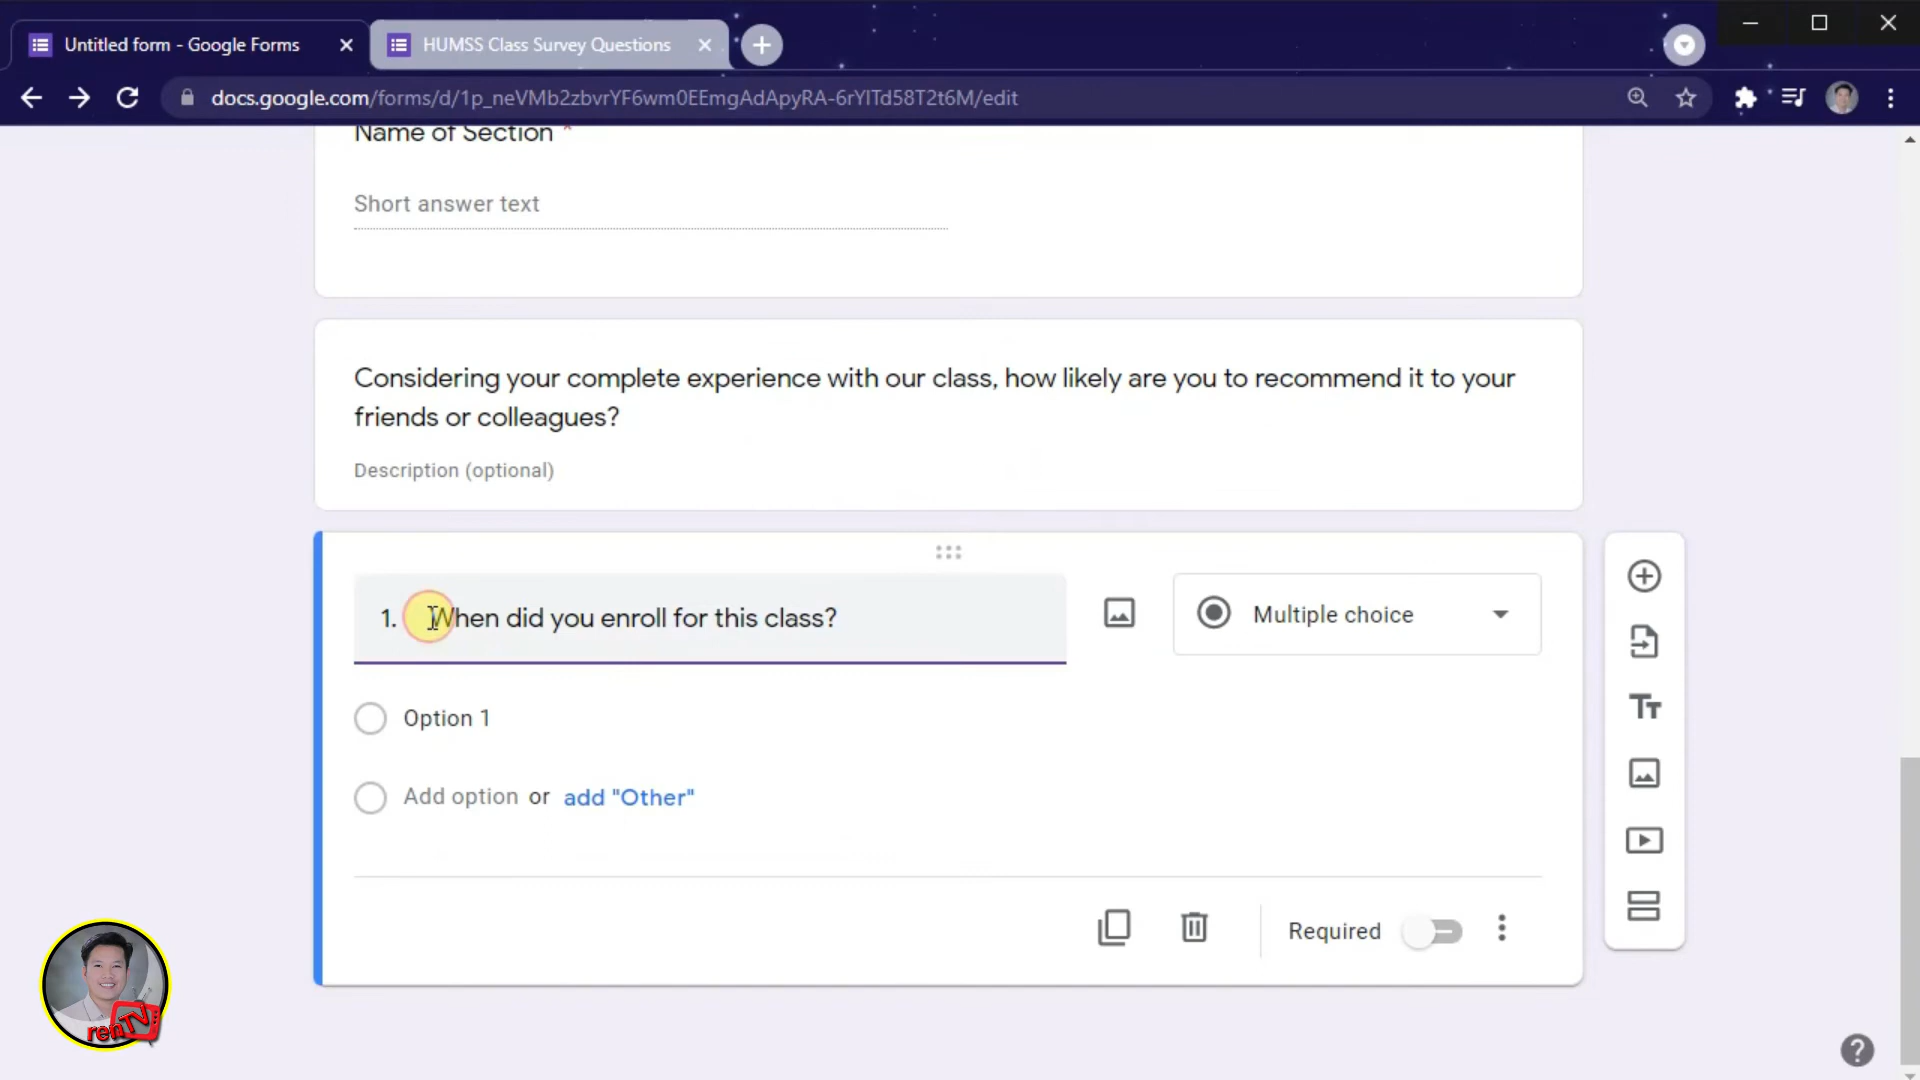 Untitled form - Google Forms
HUMSS Class Survey Questions
docs.google.com/forms/d/1p_neVMb2zbvrYF6wm0EEmgAdApyRA-6rYlTd58T2t6M/edit
Name of Section *
Short answer text
Considering your complete experience with our class, how likely are you to recommend it to your
friends or colleagues?
Description (optional)
1. When did you enroll for this class?
Multiple choice
Option 1
Add option or add "Other"
Required
renTV